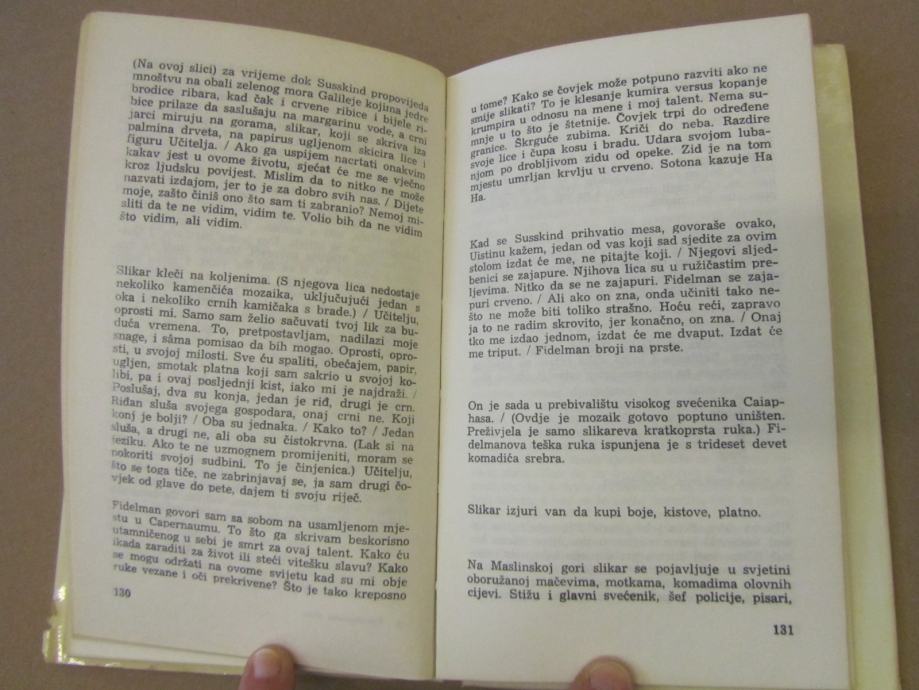 (Na ovoj slici) za vrijeme dok Susskind propovijeda
mnoštvu na obali zelenog mora Galileje kojima jedre
brodice ribara, kad čak i crvene ribice i bijele ri-
bice prilaze da saslušaju na margarinu vode, a crni
jarci miruju na gorama, slikar, koji se skriva iza
palmina drveta, na papirus ugljenom skicira lice i
figuru Učitelja. / Ako ga uspijem nacrtati onakvim
kakav jest u ovome životu, sjećat će me se vječno
kroz ljudsku povijest. Mislim da to nitko ne može
nazvati izdajom, jer to je za dobro svih nas. / Dijete
moje, zašto činiš ono što sam ti zabranio? Nemoj mi-
sliti da te ne vidim, vidim te. Volio bih da ne vidim
što vidim, ali vidim.
Slikar kleči na koljenima. (S njegova lica nedostaje
nekoliko kamenčića mozaika, uključujući jedan s
oka i nekoliko crnih kamičaka s brade.) / Učitelju,
oprosti mi. Samo sam želio sačuvati tvoj lik za bu-
duća vremena. To, pretpostavljam, nadilazi moje
snage, i sâma pomisao da bih mogao. Oprosti, opro-
sti, u svojoj milosti. Sve ću spaliti, obećajem, papir,
ugljen, smotak platna koji sam sakrio u svojoj ko-
libi, pa i ovaj posljednji kist, iako mi je najdraži. /
Poslušaj, dva su konja, jedan je riđ, drugi je crn.
Riđan sluša svojega gospodara, onaj crni ne. Koji
konj je bolji? / Oba su jednaka. / Kako to? / Jedan
sluša, a drugi ne, ali oba su čistokrvna. (Lak si na
jeziku. Ako te ne uzmognem promijeniti, moram se
pokoriti svojoj sudbini. To je činjenica.) Učitelju,
što se toga tiče, ne zabrinjavaj se, ja sam drugi čo-
vjek od glave do pete, dajem ti svoju riječ.
Fidelman govori sam sa sobom na usamljenom mje-
stu u Capernaumu. To što ga skrivam beskorisno
utamničenog u sebi je smrt za ovaj talent. Kako ću
ikada zaraditi za život ili steći vitešku slavu? Kako
se mogu održati na ovome svijetu kad su mi obje
ruke vezane i oči prekrivene? Što je tako kreposno
130
u tome? Kako se čovjek može potpuno razviti ako ne
smije slikati? To je klesanje kumira versus kopanje
krumpira u odnosu na mene i moj talent. Nema su-
mnje u to što je štetnije. Čovjek trpi do određene
granice. Škrguće zubima. Kriči do neba. Razdire
svoje lice i čupa kosu i bradu. Udara svojom luba-
njom po drobljivom zidu od opeke. Zid je na tom
mjestu umrljan krvlju u crveno. Sotona kazuje Ha
Ha.
Kad se Susskind prihvatio mesa, govoraše ovako,
Uistinu kažem, jedan od vas koji sad sjedite za ovim
stolom izdat će me, ne pitajte koji. / Njegovi sljed-
benici se zajapure. Njihova lica su u ružičastim pre-
ljevima. Nitko da se ne zajapuri. Fidelman se zaja-
puri crveno. / Ali ako on zna, onda učiniti tako ne-
što ne može biti toliko strašno. Hoću reći, zapravo
ja to ne radim skrovito, jer konačno, on zna. / Onaj
tko me izdao jednom, izdat će me dvaput. Izdat će
me triput. / Fidelman broji na prste.
On je sada u prebivalištu visokog svećenika Caiap-
hasa. / (Ovdje je mozaik gotovo poptuno uništen.
Preživjela je samo slikareva kratkoprsta ruka.) Fi-
delmanova teška ruka ispunjena je s trideset devet
komadića srebra.
Slikar izjuri van da kupi boje, kistove, platno.
Na Maslinskoj gori slikar se pojavljuje u svjetini
oboružanoj mačevima, motkama, komadima olovnih
cijevi. Stižu i glavni svećenik, šef policije, pisari,
131